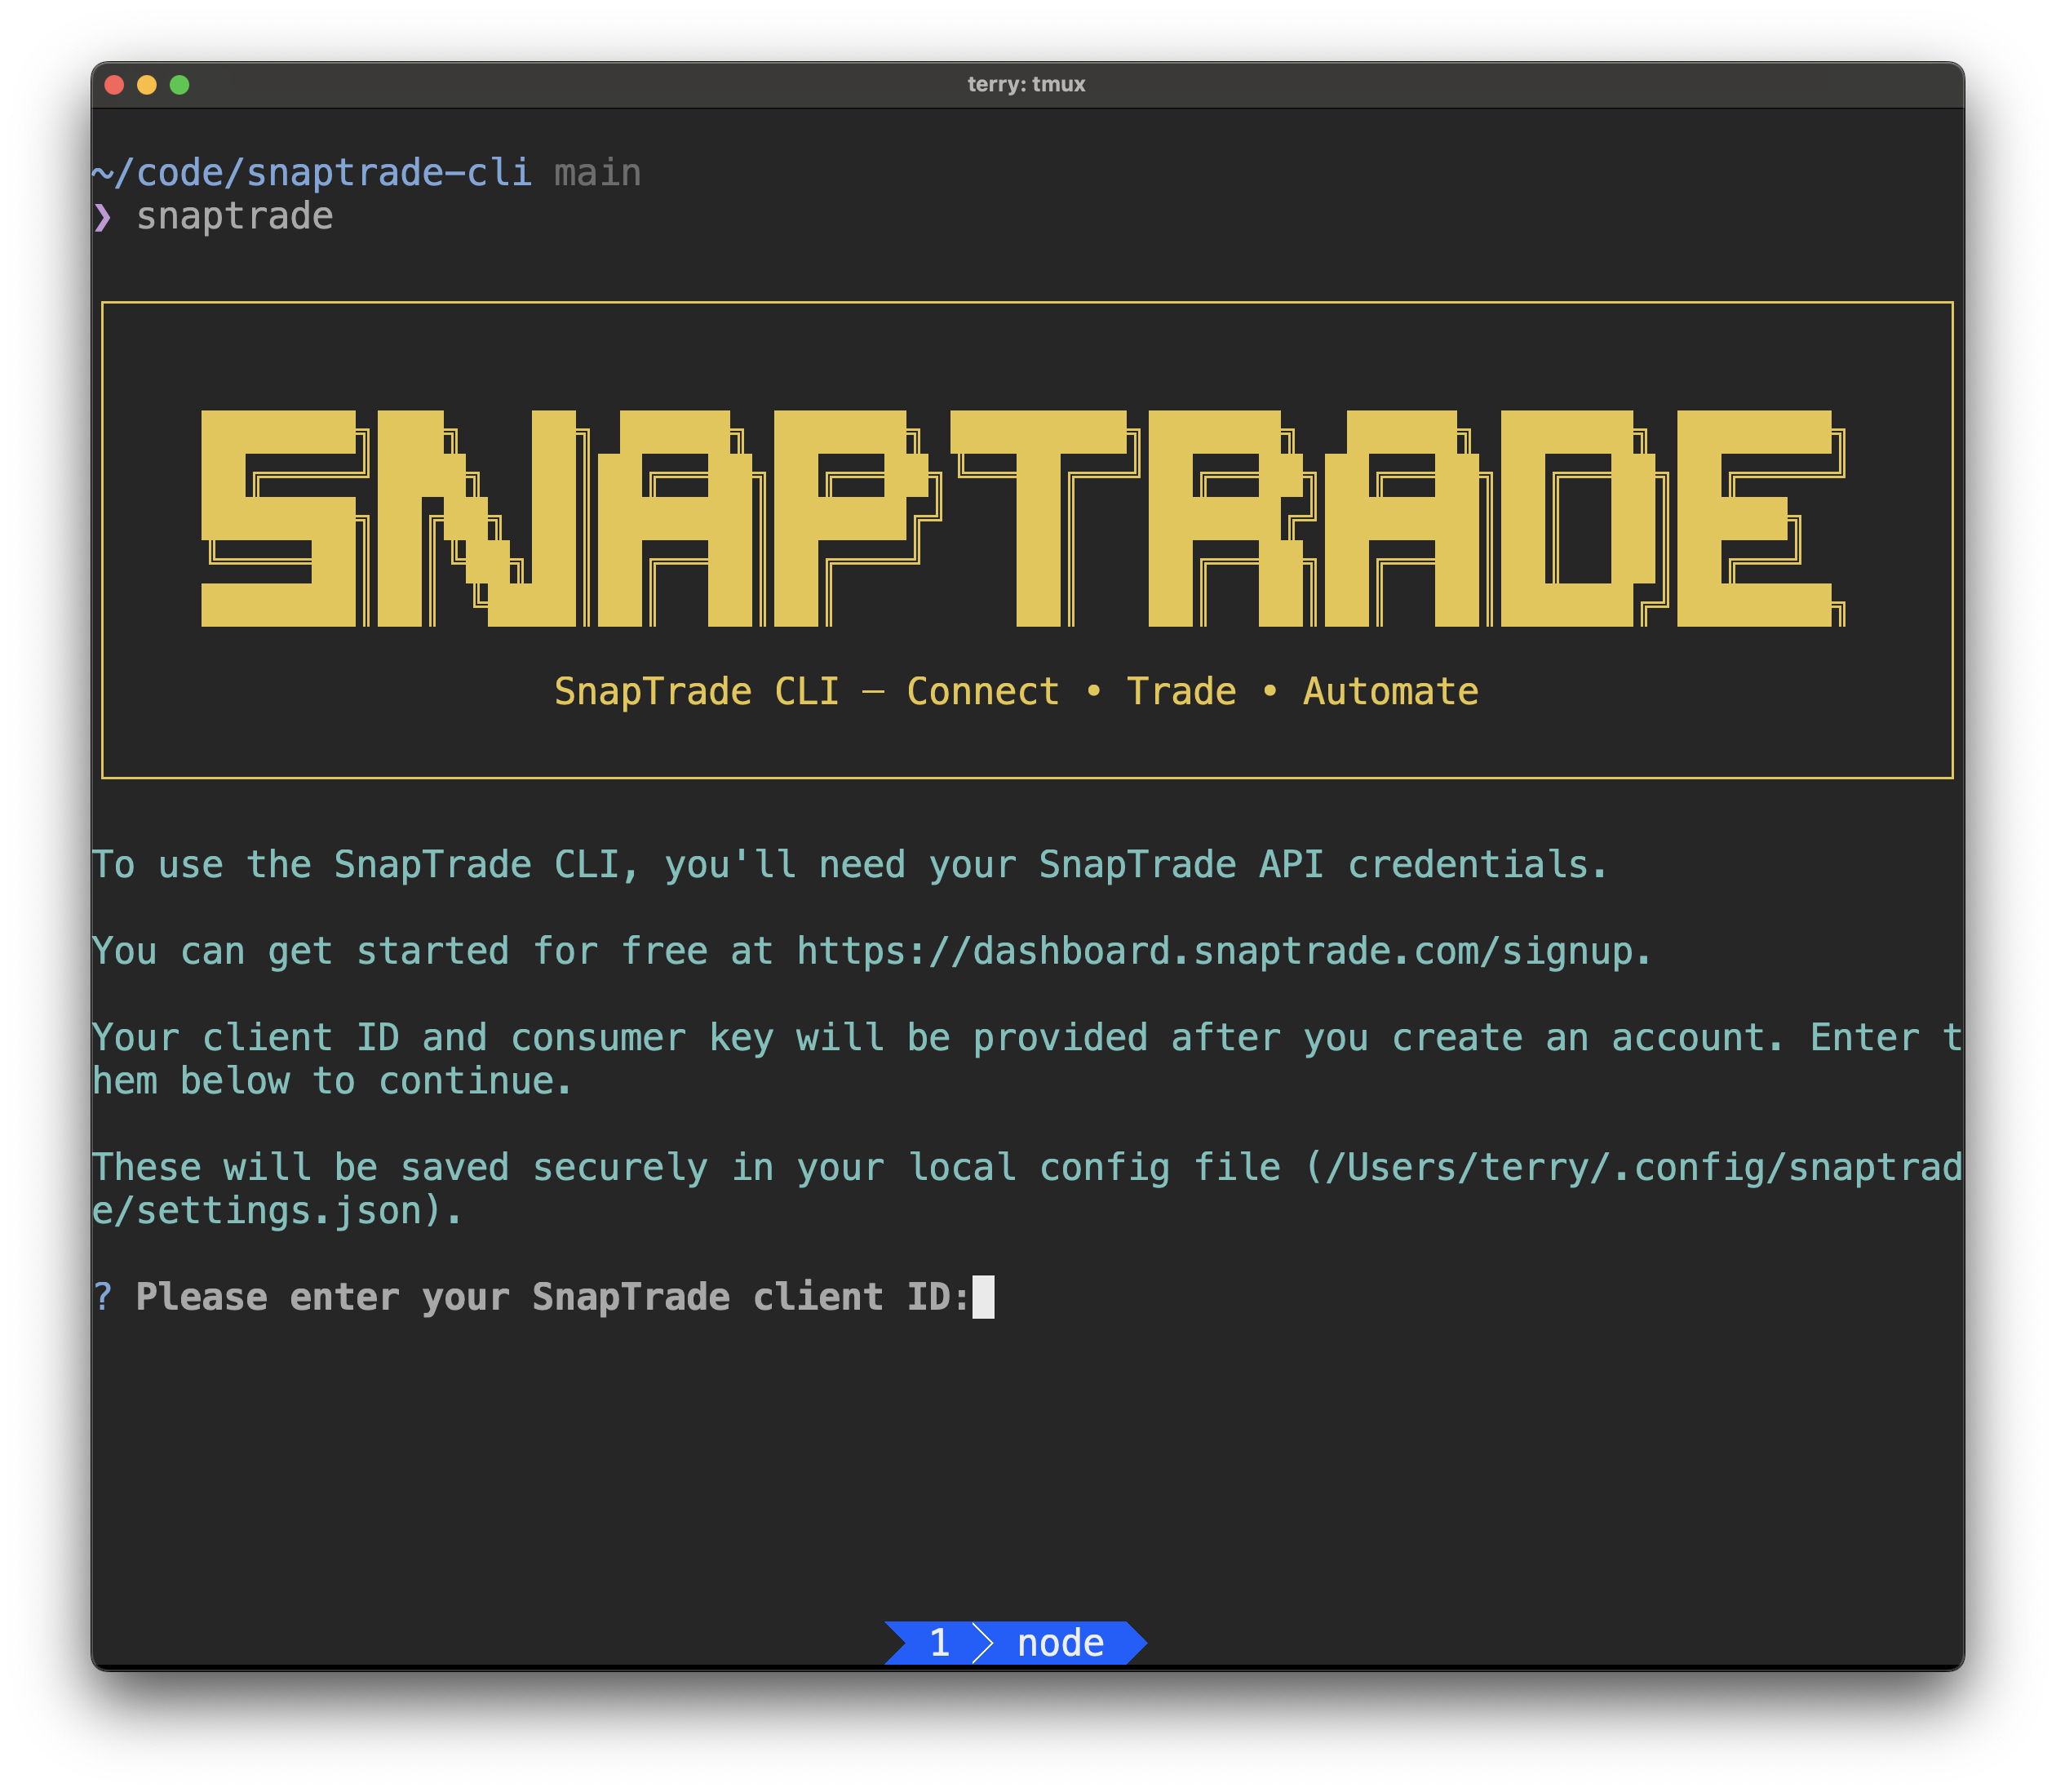 terry: tmux
~/code/snaptrade-cli main
❯ snaptrade
SNAPTRADE
SnapTrade CLI — Connect • Trade • Automate
To use the SnapTrade CLI, you'll need your SnapTrade API credentials.
You can get started for free at https://dashboard.snaptrade.com/signup.
Your client ID and consumer key will be provided after you create an account. Enter t
hem below to continue.
These will be saved securely in your local config file (/Users/terry/.config/snaptrad
e/settings.json).
? Please enter your SnapTrade client ID:
1 node